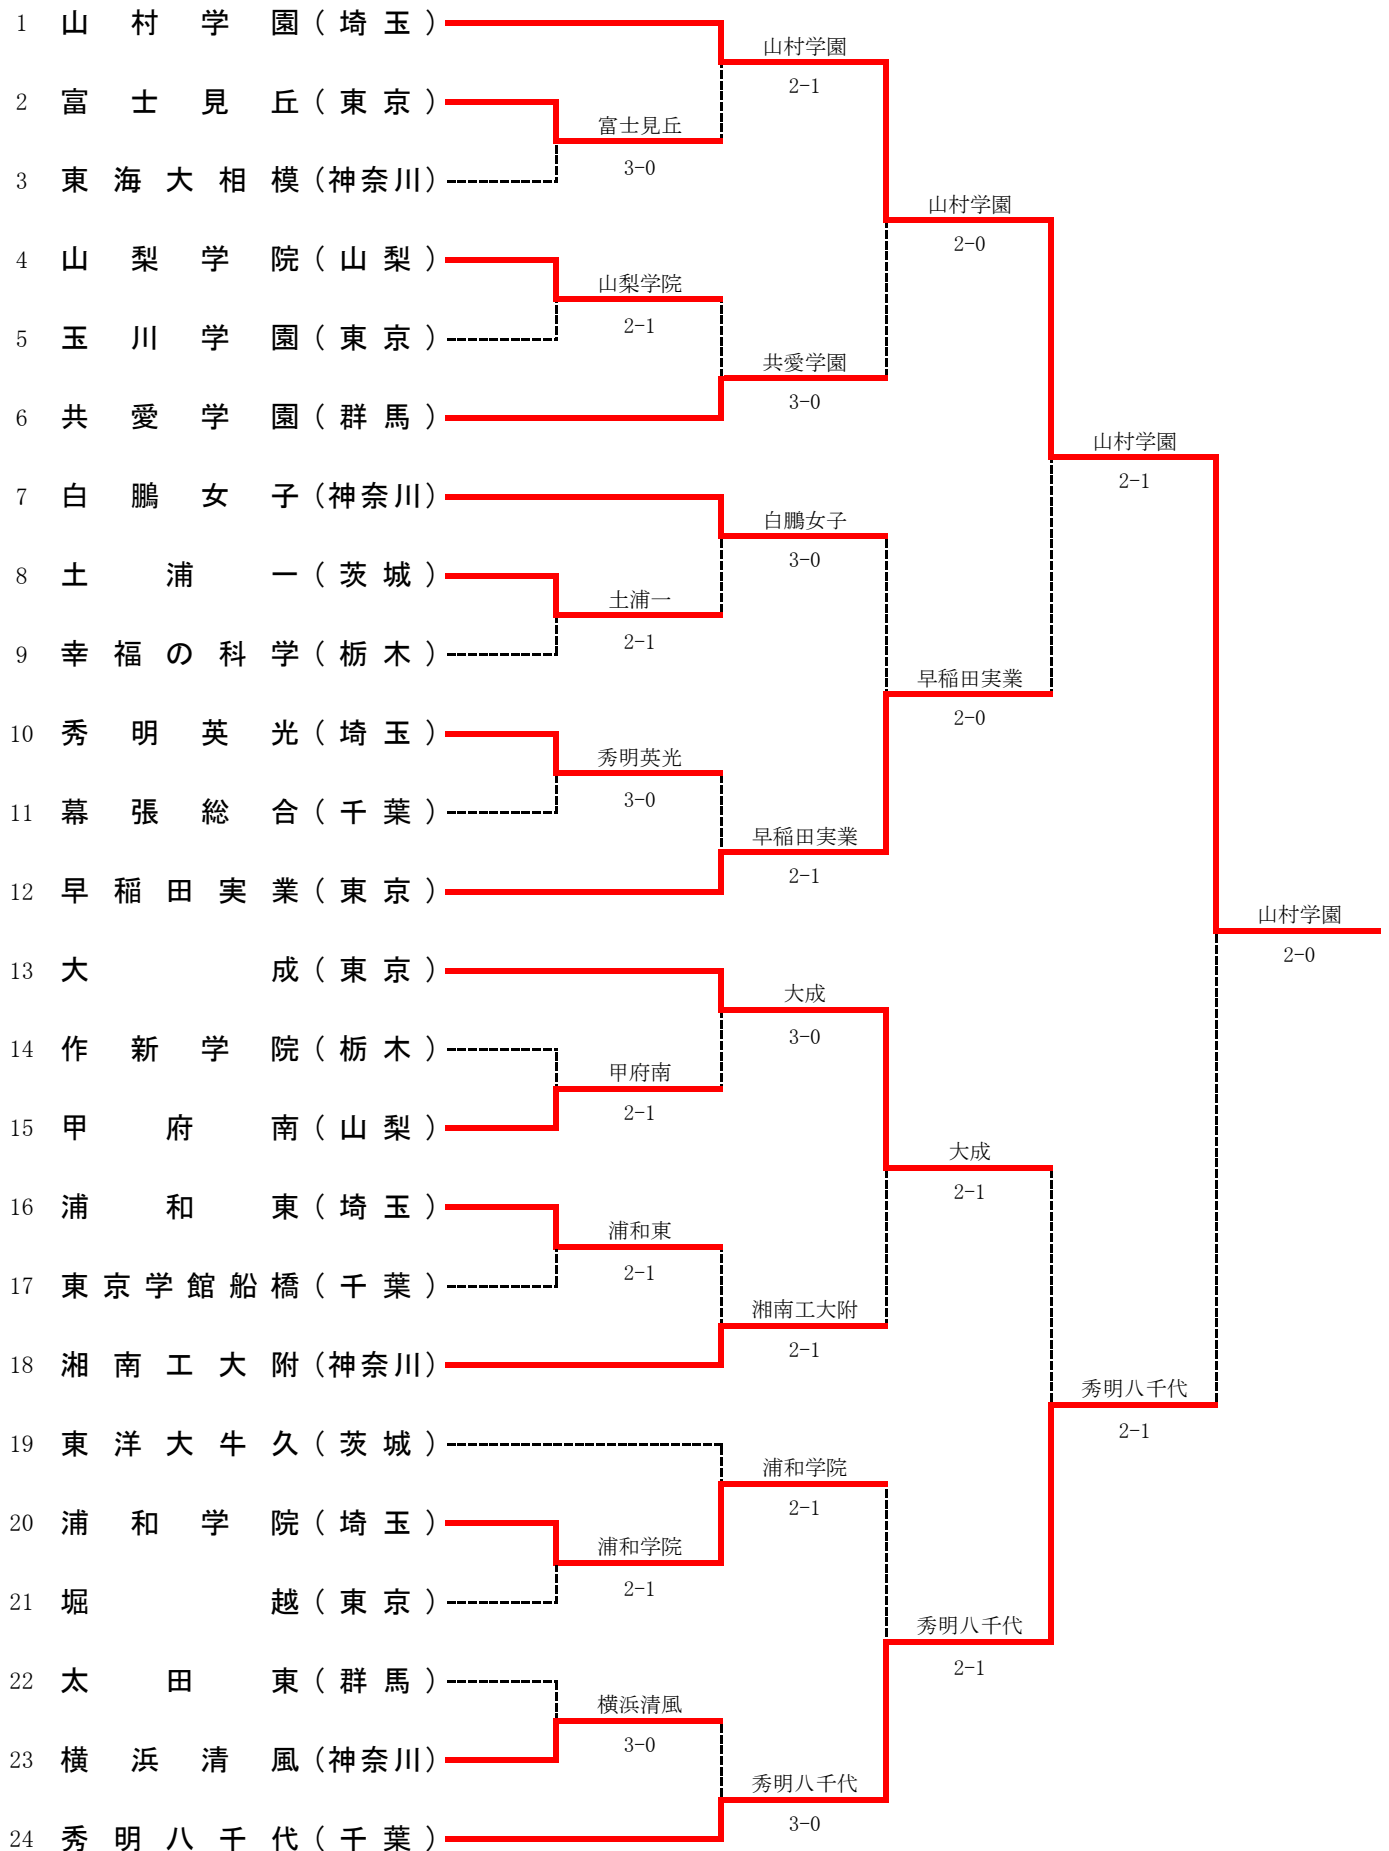 1 山村学園(埼玉)
山村学園
2-1
2 富士見丘(東京)
富士見丘
3-0
3 東海大相模(神奈川)
山村学園
2-0
4 山梨学院(山梨)
山梨学院
2-1
5 玉川学園(東京)
共愛学園
3-0
6 共愛学園(群馬)
山村学園
2-1
7 白鵬女子(神奈川)
白鵬女子
3-0
8 土浦一(茨城)
土浦一
2-1
9 幸福の科学(栃木)
早稲田実業
2-0
10 秀明英光(埼玉)
秀明英光
3-0
11 幕張総合(千葉)
早稲田実業
2-1
12 早稲田実業(東京)
山村学園
2-0
13 大成(東京)
大成
3-0
14 作新学院(栃木)
甲府南
2-1
15 甲府南(山梨)
大成
2-1
16 浦和東(埼玉)
浦和東
2-1
17 東京学館船橋(千葉)
湘南工大附
2-1
18 湘南工大附(神奈川)
秀明八千代
2-1
19 東洋大牛久(茨城)
浦和学院
2-1
20 浦和学院(埼玉)
浦和学院
2-1
21 堀越(東京)
秀明八千代
2-1
22 太田東(群馬)
横浜清風
3-0
23 横浜清風(神奈川)
秀明八千代
3-0
24 秀明八千代(千葉)